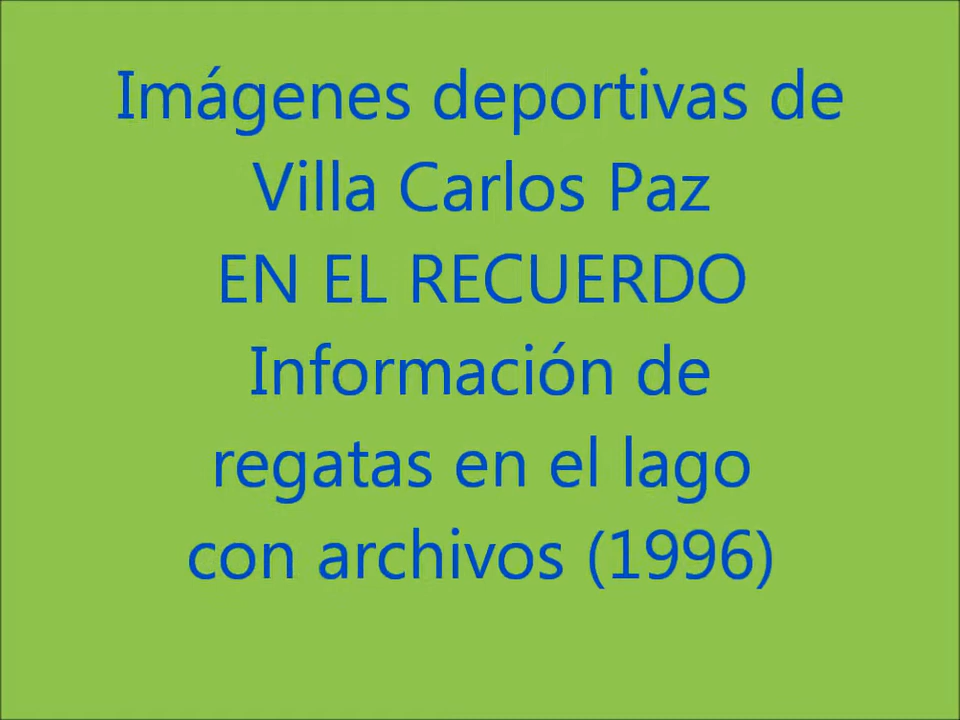 Imágenes deportivas de
Villa Carlos Paz
EN EL RECUERDO
Información de
regatas en el lago
con archivos (1996)